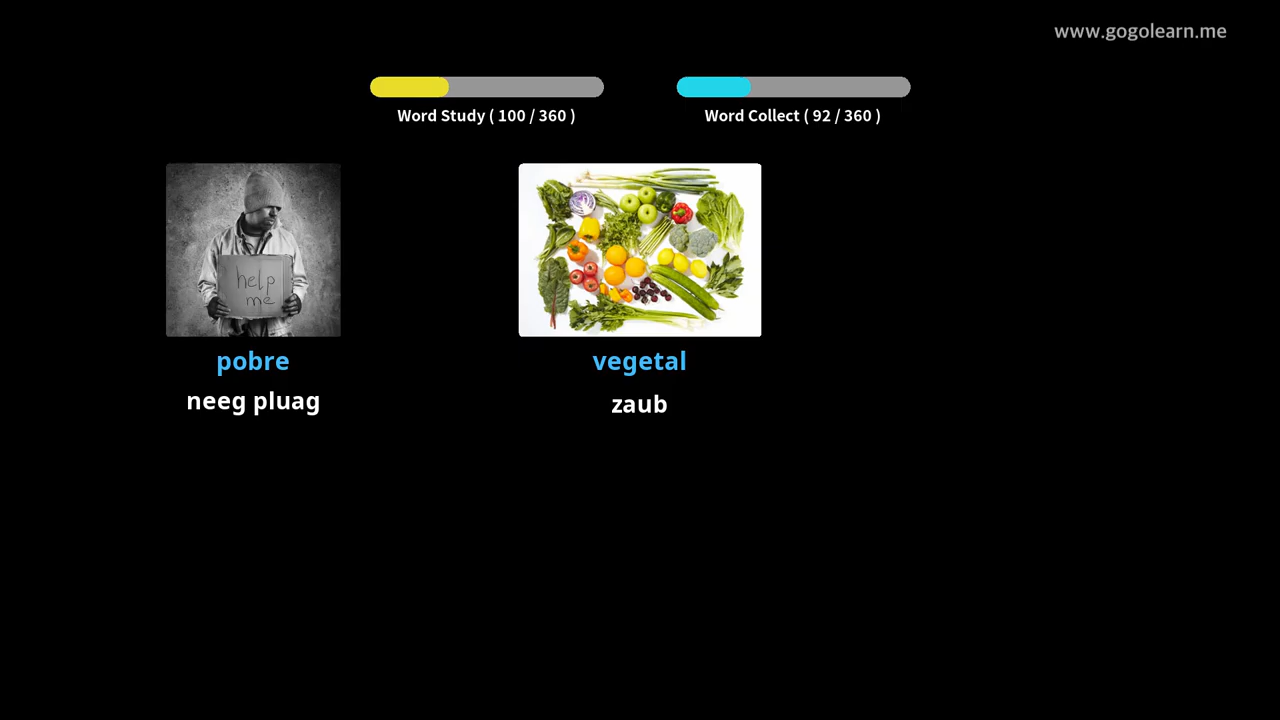 www.gogolearn.me
Word Study ( 100 / 360 )
Word Collect ( 92 / 360 )
help
me
pobre
vegetal
neeg pluag
zaub